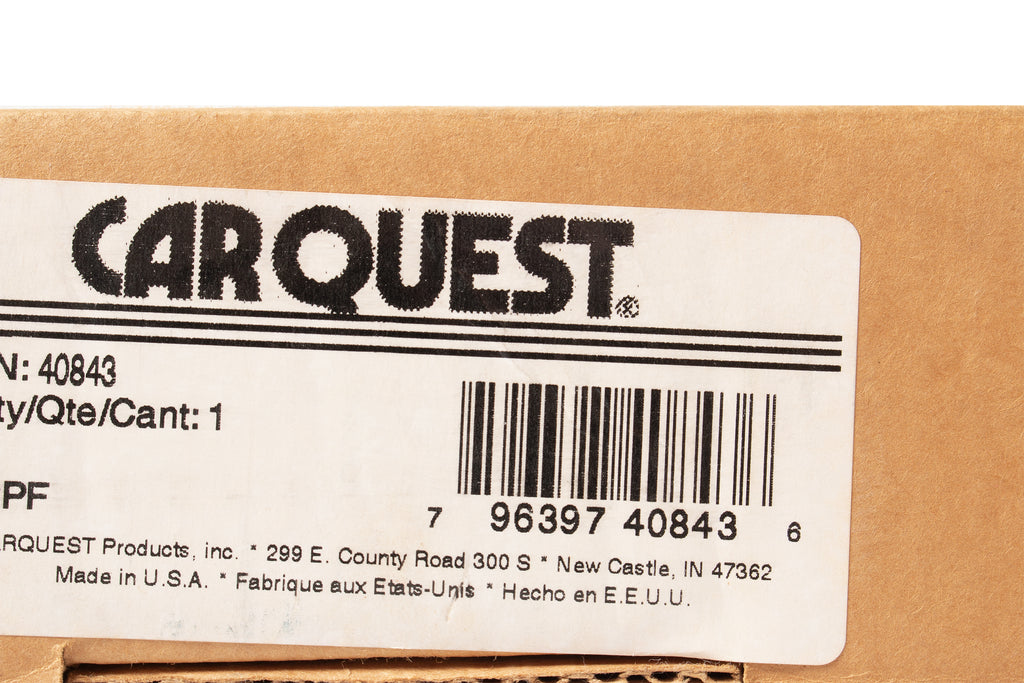 CARQUEST®
N: 40843
ty/Qte/Cant: 1
PF
7 96397 40843 6
ARQUEST Products, inc. * 299 E. County Road 300 S * New Castle, IN 47362
Made in U.S.A. * Fabrique aux Etats-Unis * Hecho en E.E.U.U.